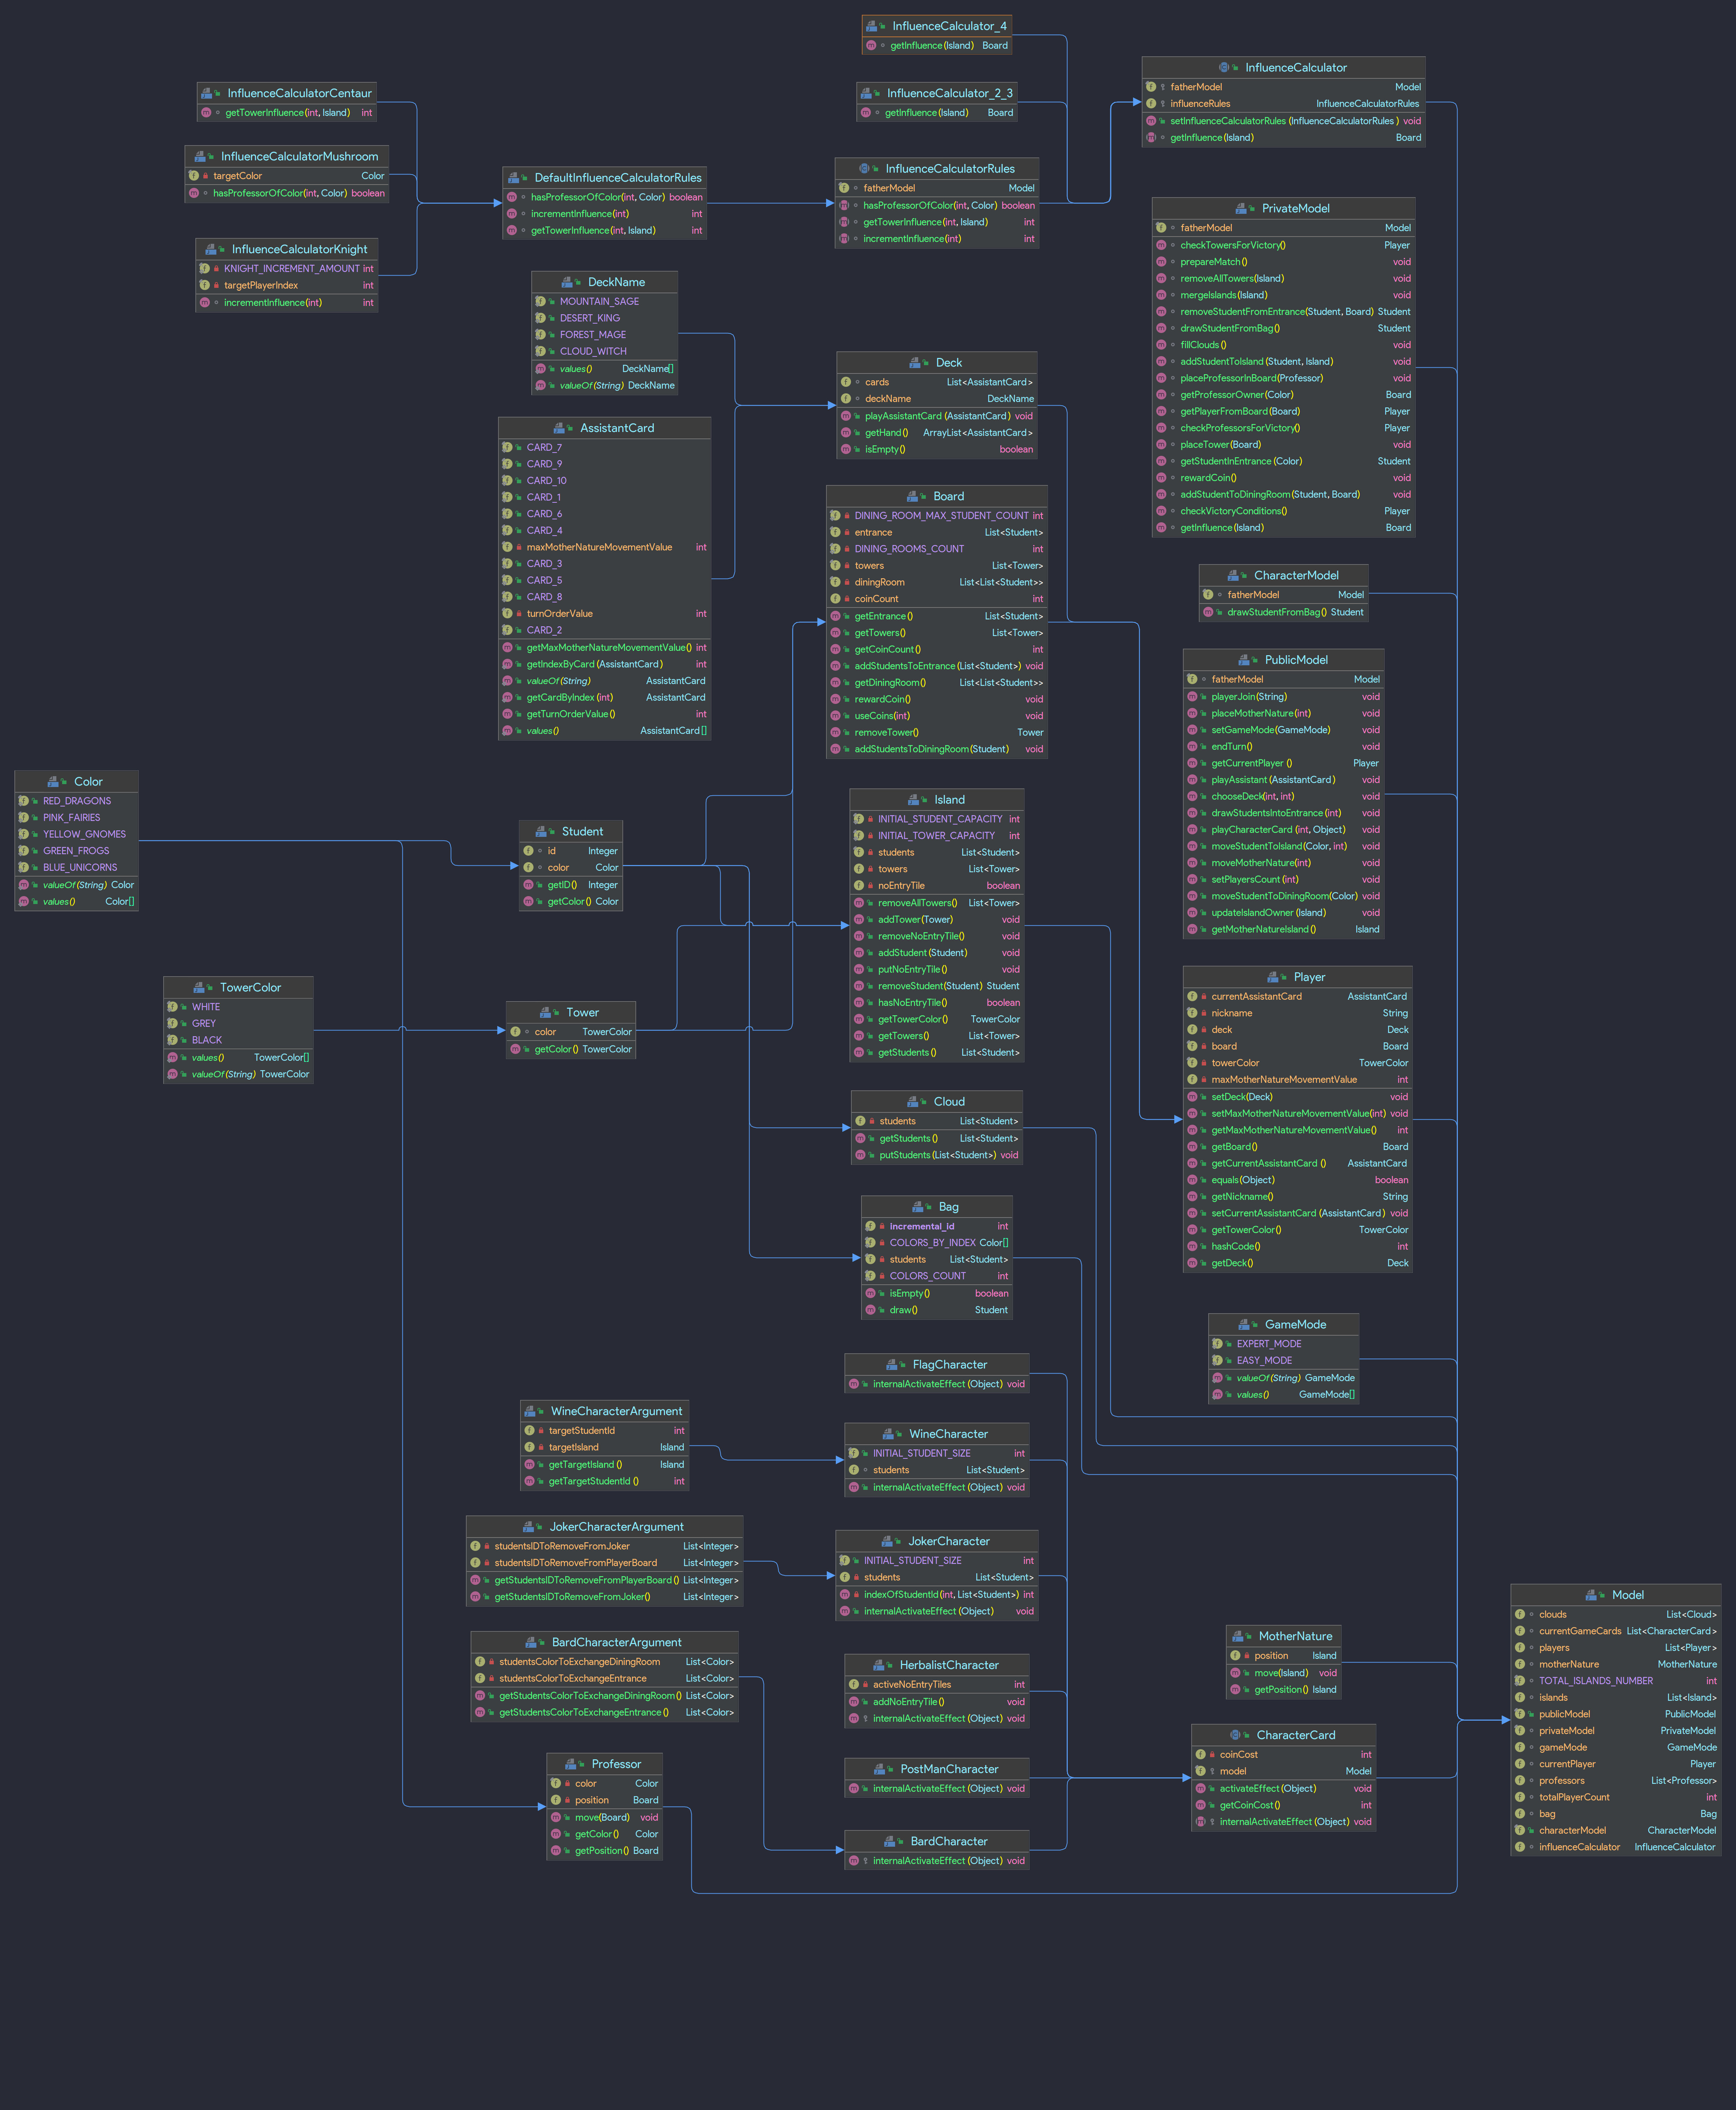 InfluenceCalculator_4
getInfluence(Island) Board
InfluenceCalculator_2_3
getInfluence(Island) Board
InfluenceCalculator
fatherModel Model
influenceRules InfluenceCalculatorRules
setInfluenceCalculatorRules(InfluenceCalculatorRules) void
getInfluence(Island) Board
InfluenceCalculatorCentaur
getTowerInfluence(int, Island) int
InfluenceCalculatorMushroom
targetColor Color
hasProfessorOfColor(int, Color) boolean
InfluenceCalculatorKnight
KNIGHT_INCREMENT_AMOUNT int
targetPlayerIndex int
incrementInfluence(int) int
DefaultInfluenceCalculatorRules
hasProfessorOfColor(int, Color) boolean
incrementInfluence(int) int
getTowerInfluence(int, Island) int
InfluenceCalculatorRules
fatherModel Model
hasProfessorOfColor(int, Color) boolean
getTowerInfluence(int, Island) int
incrementInfluence(int) int
PrivateModel
fatherModel Model
checkTowersForVictory() Player
prepareMatch() void
removeAllTowers(Island) void
mergeIslands(Island) void
removeStudentFromEntrance(Student, Board) Student
drawStudentFromBag() Student
fillClouds() void
addStudentToIsland(Student, Island) void
placeProfessorInBoard(Professor) void
getProfessorOwner(Color) Board
getPlayerFromBoard(Board) Player
checkProfessorsForVictory() Player
placeTower(Board) void
getStudentInEntrance(Color) Student
rewardCoin() void
addStudentToDiningRoom(Student, Board) void
checkVictoryConditions() Player
getInfluence(Island) Board
DeckName
MOUNTAIN_SAGE
DESERT_KING
FOREST_MAGE
CLOUD_WITCH
values() DeckName[]
valueOf(String) DeckName
Deck
cards List<AssistantCard>
deckName DeckName
playAssistantCard(AssistantCard) void
getHand() ArrayList<AssistantCard>
isEmpty() boolean
AssistantCard
CARD_7
CARD_9
CARD_10
CARD_1
CARD_6
CARD_4
maxMotherNatureMovementValue int
CARD_3
CARD_5
CARD_8
turnOrderValue int
CARD_2
getMaxMotherNatureMovementValue() int
getIndexByCard(AssistantCard) int
valueOf(String) AssistantCard
getCardByIndex(int) AssistantCard
getTurnOrderValue() int
values() AssistantCard[]
Board
DINING_ROOM_MAX_STUDENT_COUNT int
entrance List<Student>
DINING_ROOMS_COUNT int
towers List<Tower>
diningRoom List<List<Student>>
coinCount int
getEntrance() List<Student>
getTowers() List<Tower>
getCoinCount() int
addStudentsToEntrance(List<Student>) void
getDiningRoom() List<List<Student>>
rewardCoin() void
useCoins(int) void
removeTower() Tower
addStudentsToDiningRoom(Student) void
CharacterModel
fatherModel Model
drawStudentFromBag() Student
PublicModel
fatherModel Model
playerJoin(String) void
placeMotherNature(int) void
setGameMode(GameMode) void
endTurn() void
getCurrentPlayer() Player
playAssistant(AssistantCard) void
chooseDeck(int, int) void
drawStudentsIntoEntrance(int) void
playCharacterCard(int, Object) void
moveStudentToIsland(Color, int) void
moveMotherNature(int) void
setPlayersCount(int) void
moveStudentToDiningRoom(Color) void
updateIslandOwner(Island) void
getMotherNatureIsland() Island
Color
RED_DRAGONS
PINK_FAIRIES
YELLOW_GNOMES
GREEN_FROGS
BLUE_UNICORNS
valueOf(String) Color
values() Color[]
Student
id Integer
color Color
getID() Integer
getColor() Color
Island
INITIAL_STUDENT_CAPACITY int
INITIAL_TOWER_CAPACITY int
students List<Student>
towers List<Tower>
noEntryTile boolean
removeAllTowers() List<Tower>
addTower(Tower) void
removeNoEntryTile() void
addStudent(Student) void
putNoEntryTile() void
removeStudent(Student) Student
hasNoEntryTile() boolean
getTowerColor() TowerColor
getTowers() List<Tower>
getStudents() List<Student>
TowerColor
WHITE
GREY
BLACK
values() TowerColor[]
valueOf(String) TowerColor
Tower
color TowerColor
getColor() TowerColor
Player
currentAssistantCard AssistantCard
nickname String
deck Deck
board Board
towerColor TowerColor
maxMotherNatureMovementValue int
setDeck(Deck) void
setMaxMotherNatureMovementValue(int) void
getMaxMotherNatureMovementValue() int
getBoard() Board
getCurrentAssistantCard() AssistantCard
equals(Object) boolean
getNickname() String
setCurrentAssistantCard(AssistantCard) void
getTowerColor() TowerColor
hashCode() int
getDeck() Deck
Cloud
students List<Student>
getStudents() List<Student>
putStudents(List<Student>) void
Bag
incremental_id int
COLORS_BY_INDEX Color[]
students List<Student>
COLORS_COUNT int
isEmpty() boolean
draw() Student
GameMode
EXPERT_MODE
EASY_MODE
valueOf(String) GameMode
values() GameMode[]
FlagCharacter
internalActivateEffect(Object) void
WineCharacterArgument
targetStudentId int
targetIsland Island
getTargetIsland() Island
getTargetStudentId() int
WineCharacter
INITIAL_STUDENT_SIZE int
students List<Student>
internalActivateEffect(Object) void
JokerCharacterArgument
studentsIDToRemoveFromJoker List<Integer>
studentsIDToRemoveFromPlayerBoard List<Integer>
getStudentsIDToRemoveFromPlayerBoard() List<Integer>
getStudentsIDToRemoveFromJoker() List<Integer>
JokerCharacter
INITIAL_STUDENT_SIZE int
students List<Student>
indexOfStudentId(int, List<Student>) int
internalActivateEffect(Object) void
BardCharacterArgument
studentsColorToExchangeDiningRoom List<Color>
studentsColorToExchangeEntrance List<Color>
getStudentsColorToExchangeDiningRoom() List<Color>
getStudentsColorToExchangeEntrance() List<Color>
HerbalistCharacter
activeNoEntryTiles int
addNoEntryTile() void
internalActivateEffect(Object) void
MotherNature
position Island
move(Island) void
getPosition() Island
Model
clouds List<Cloud>
currentGameCards List<CharacterCard>
players List<Player>
motherNature MotherNature
TOTAL_ISLANDS_NUMBER int
islands List<Island>
publicModel PublicModel
privateModel PrivateModel
gameMode GameMode
currentPlayer Player
professors List<Professor>
totalPlayerCount int
bag Bag
characterModel CharacterModel
influenceCalculator InfluenceCalculator
Professor
color Color
position Board
move(Board) void
getColor() Color
getPosition() Board
PostManCharacter
internalActivateEffect(Object) void
CharacterCard
coinCost int
model Model
activateEffect(Object) void
getCoinCost() int
internalActivateEffect(Object) void
BardCharacter
internalActivateEffect(Object) void